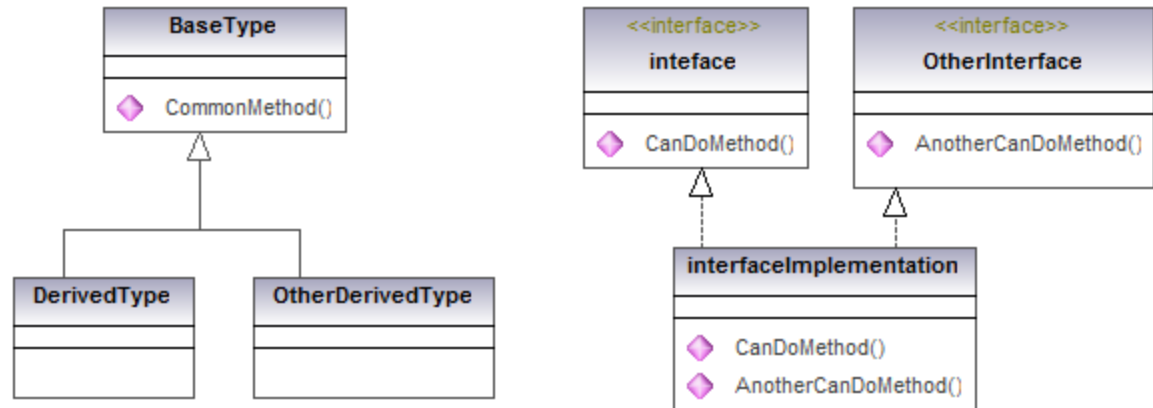 BaseType
CommonMethod()
DerivedType
OtherDerivedType
<<interface>>
inteface
CanDoMethod()
<<interface>>
OtherInterface
AnotherCanDoMethod()
interfaceImplementation
CanDoMethod()
AnotherCanDoMethod()